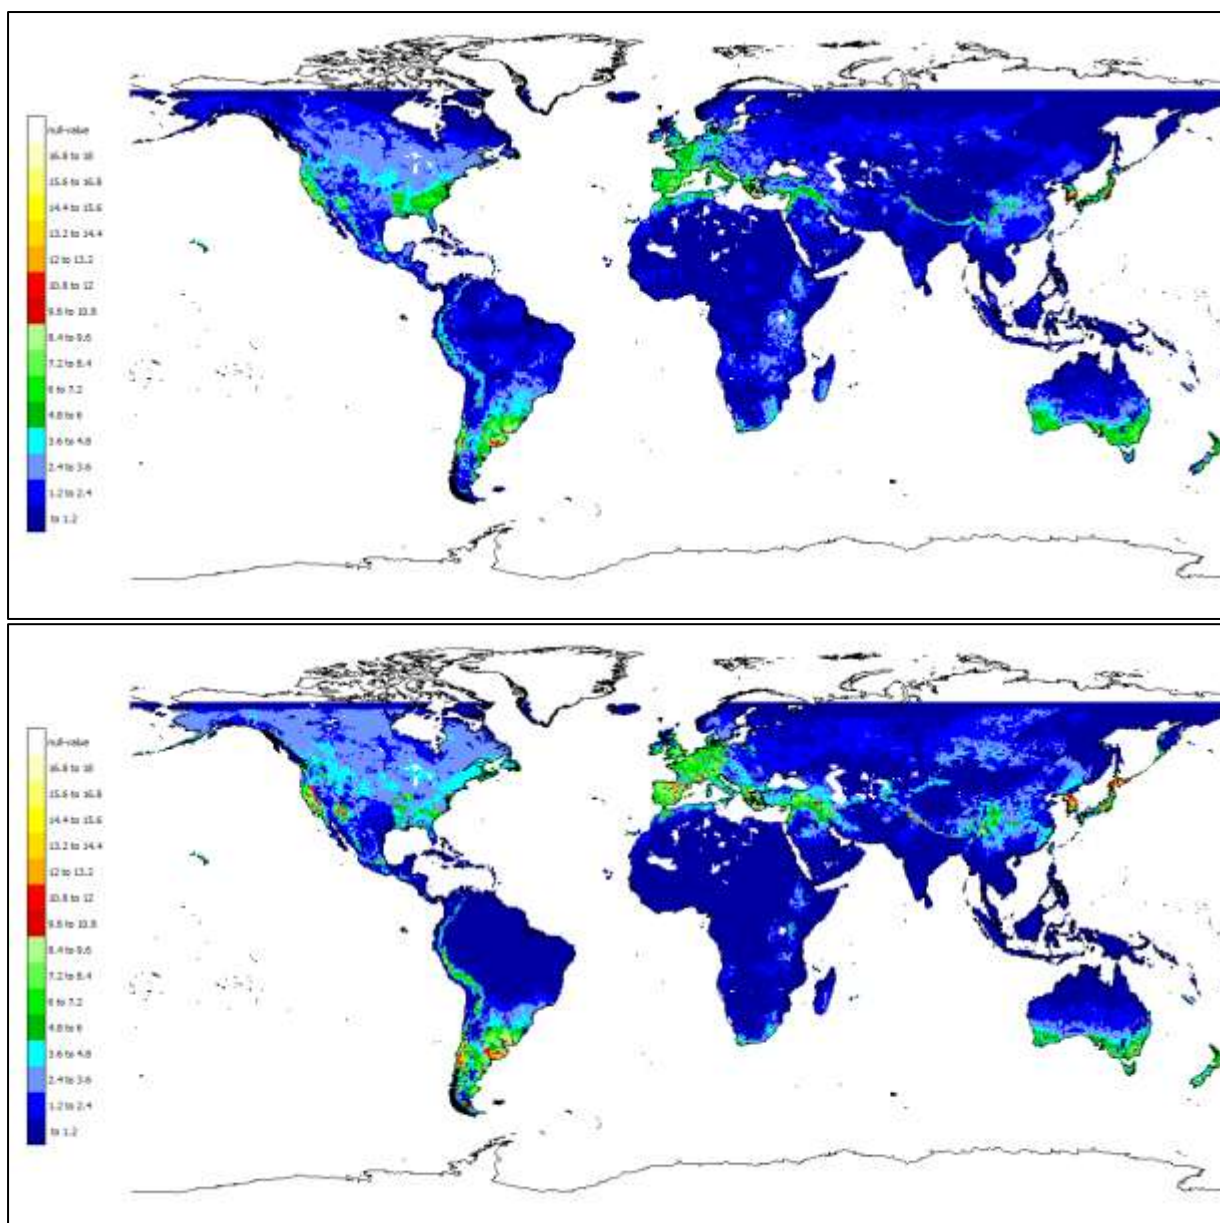 null-value
16.8 to 18
15.6 to 16.8
14.4 to 15.6
13.2 to 14.4
12 to 13.2
10.8 to 12
9.6 to 10.8
8.4 to 9.6
7.2 to 8.4
6 to 7.2
4.8 to 6
3.6 to 4.8
2.4 to 3.6
1.2 to 2.4
to 1.2
null-value
16.8 to 18
15.6 to 16.8
14.4 to 15.6
13.2 to 14.4
12 to 13.2
10.8 to 12
9.6 to 10.8
8.4 to 9.6
7.2 to 8.4
6 to 7.2
4.8 to 6
3.6 to 4.8
2.4 to 3.6
1.2 to 2.4
to 1.2